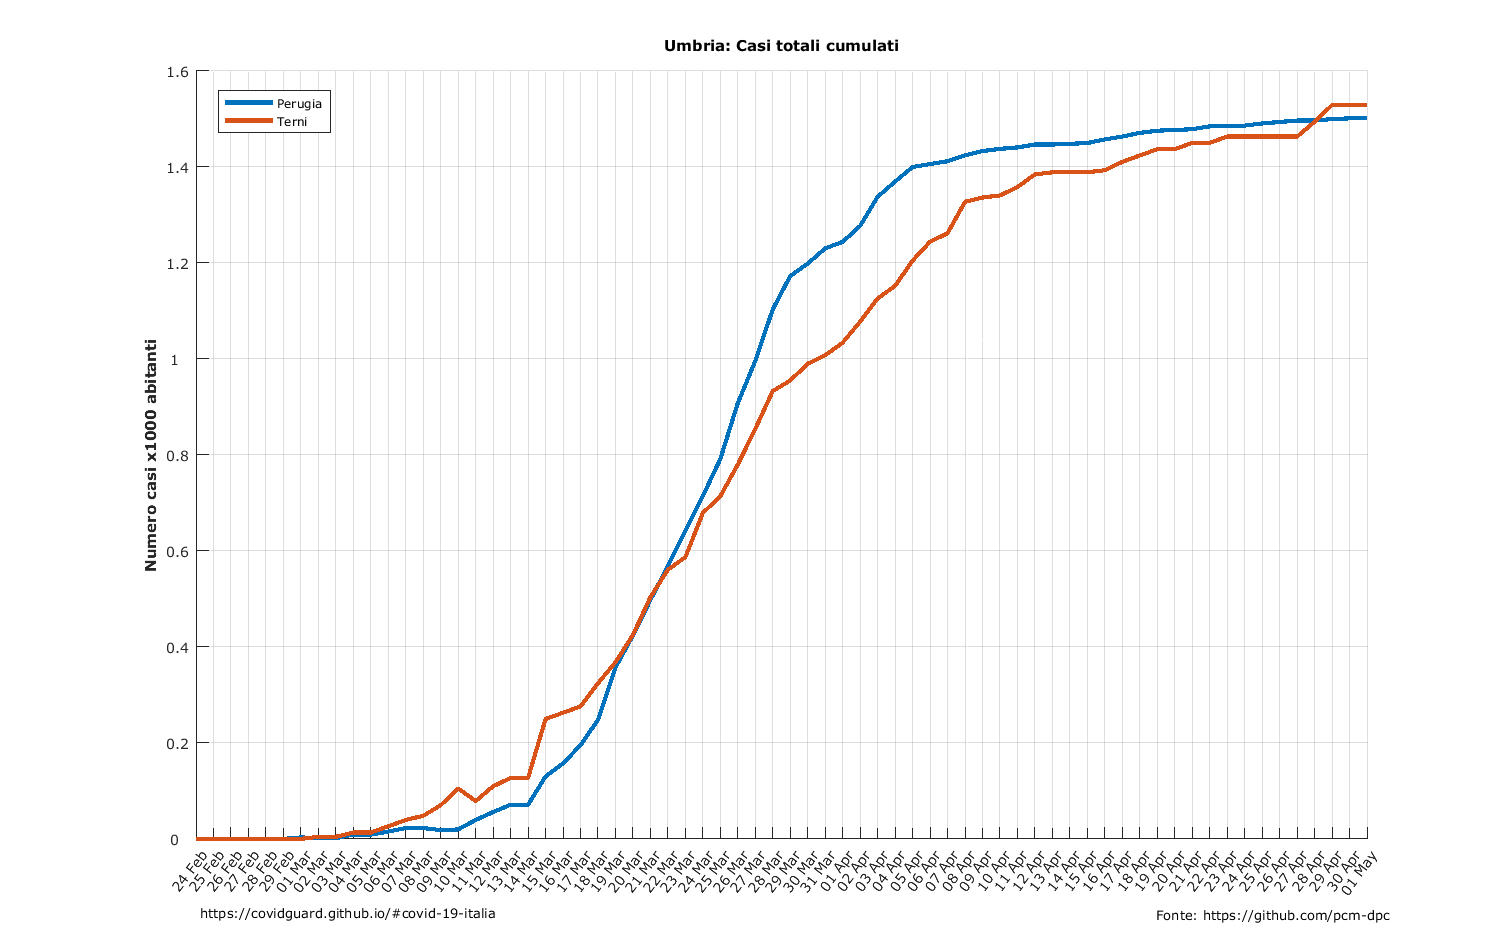 Umbria: Casi totali cumulati
Perugia
Terni
Numero casi x1000 abitanti
1.6
1.4
1.2
1
0.8
0.6
0.4
0.2
0
24 Feb
25 Feb
26 Feb
27 Feb
28 Feb
29 Feb
01 Mar
02 Mar
03 Mar
04 Mar
05 Mar
06 Mar
07 Mar
08 Mar
09 Mar
10 Mar
11 Mar
12 Mar
13 Mar
14 Mar
15 Mar
16 Mar
17 Mar
18 Mar
19 Mar
20 Mar
21 Mar
22 Mar
23 Mar
24 Mar
25 Mar
26 Mar
27 Mar
28 Mar
29 Mar
30 Mar
31 Mar
01 Apr
02 Apr
03 Apr
04 Apr
05 Apr
06 Apr
07 Apr
08 Apr
09 Apr
10 Apr
11 Apr
12 Apr
13 Apr
14 Apr
15 Apr
16 Apr
17 Apr
18 Apr
19 Apr
20 Apr
21 Apr
22 Apr
23 Apr
24 Apr
25 Apr
26 Apr
27 Apr
28 Apr
29 Apr
30 Apr
01 May
https://covidguard.github.io/#covid-19-italia
Fonte: https://github.com/pcm-dpc